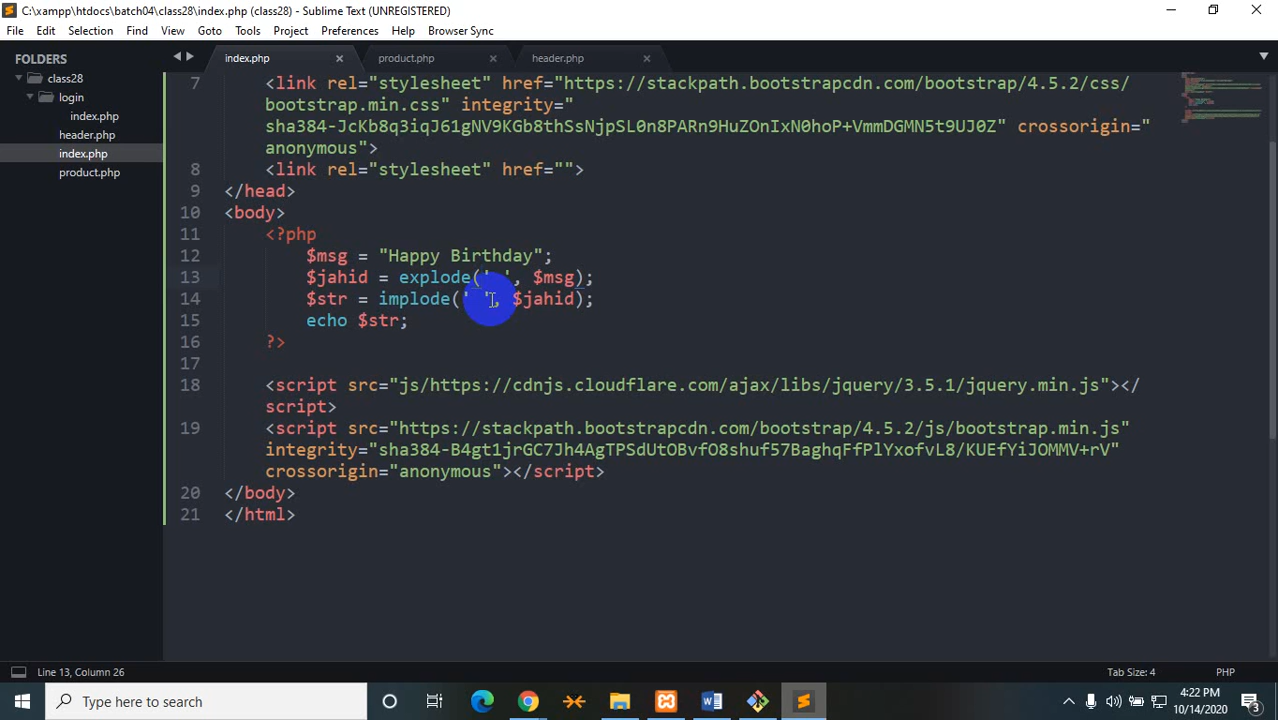 C:\xampp\htdocs\batch04\class28\index.php (class28) - Sublime Text (UNREGISTERED)
File Edit Selection Find View Goto Tools Project Preferences Help Browser Sync
FOLDERS
class28
login
index.php
header.php
index.php
product.php
index.php product.php header.php
7 <link rel="stylesheet" href="https://stackpath.bootstrapcdn.com/bootstrap/4.5.2/css/
bootstrap.min.css" integrity="
sha384-JcKb8q3iqJ61gNV9KGb8thSsNjpSL0n8PARn9HuZOnIxN0hoP+VmmDGMN5t9UJ0Z" crossorigin="
anonymous">
8 <link rel="stylesheet" href="">
9 </head>
10 <body>
11 <?php
12 $msg = "Happy Birthday";
13 $jahid = explode(' ', $msg);
14 $str = implode(' ', $jahid);
15 echo $str;
16 ?>
17
18 <script src="js/https://cdnjs.cloudflare.com/ajax/libs/jquery/3.5.1/jquery.min.js"></
script>
19 <script src="https://stackpath.bootstrapcdn.com/bootstrap/4.5.2/js/bootstrap.min.js"
integrity="sha384-B4gt1jrGC7Jh4AgTPSdUtOBvfO8shuf57BaghqFfPlYxofvL8/KUEfYiJOMMV+rV"
crossorigin="anonymous"></script>
20 </body>
21 </html>
Line 13, Column 26 Tab Size: 4 PHP
Type here to search
4:22 PM
10/14/2020
3